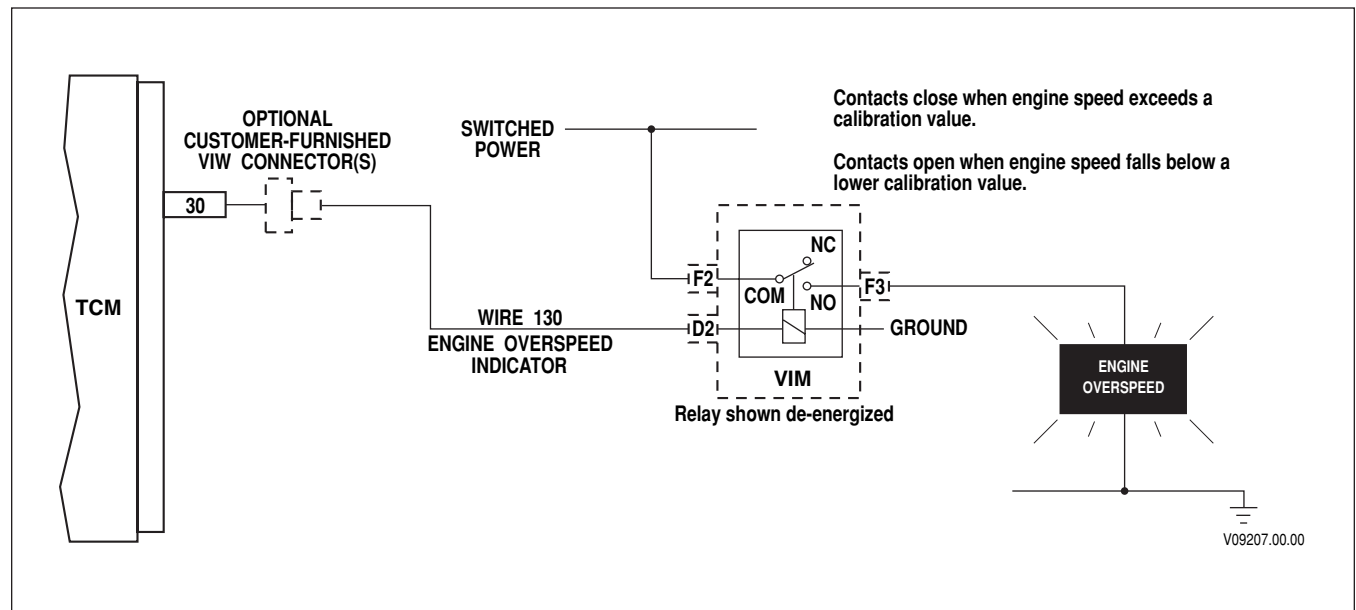 OPTIONAL
CUSTOMER-FURNISHED
VIW CONNECTOR(S)
30
TCM
WIRE 130
ENGINE OVERSPEED
INDICATOR
SWITCHED
POWER
Contacts close when engine speed exceeds a
calibration value.
Contacts open when engine speed falls below a
lower calibration value.
NC
F2
COM
NO
F3
D2
GROUND
VIM
Relay shown de-energized
ENGINE
OVERSPEED
V09207.00.00